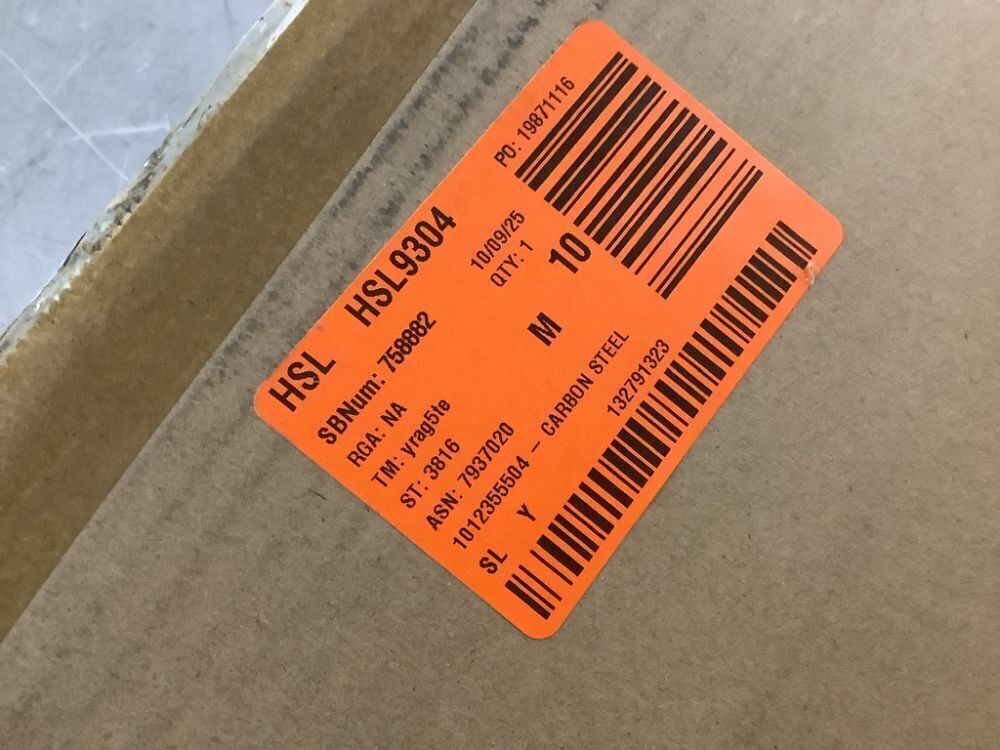 HSL HSL9304 PO: 19871116
SBNum: 758882 10/09/25
RGA: NA QTY: 1
TM: yrag5te M 10
ST: 3816
ASN: 7937020
1012355504 – CARBON STEEL
SL Y 132791323